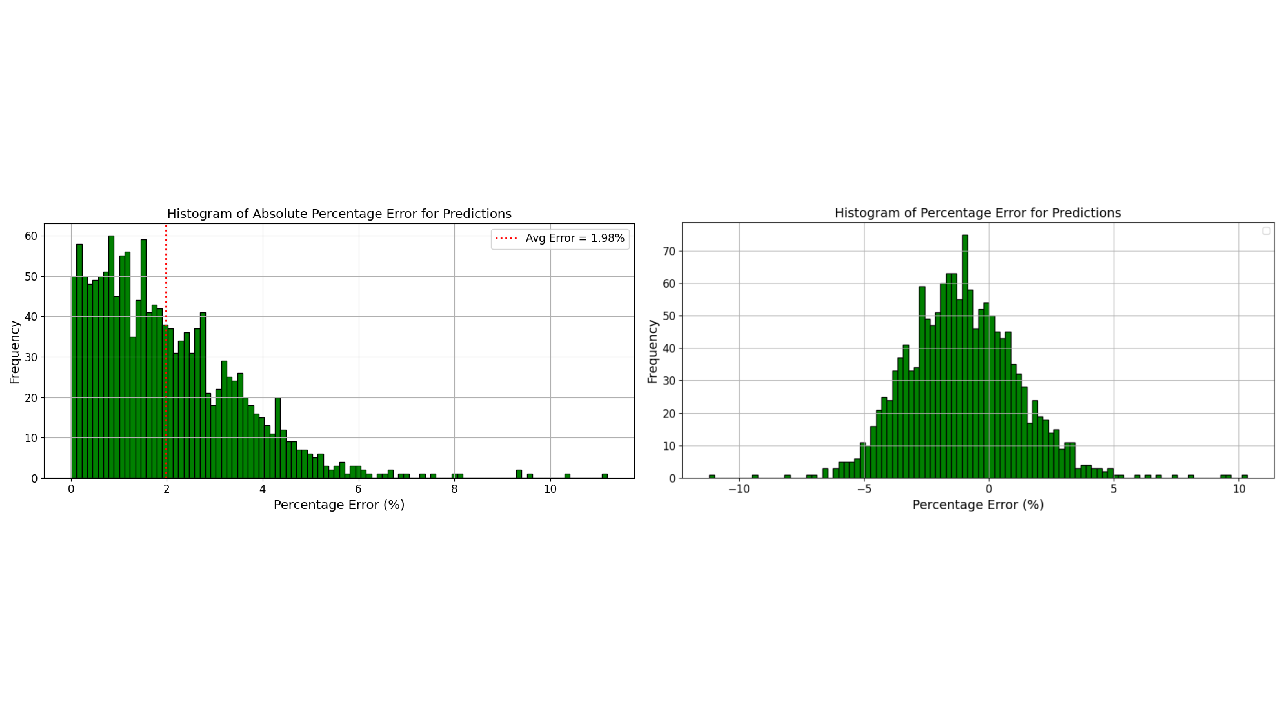 Histogram of Absolute Percentage Error for Predictions
Avg Error = 1.98%
Frequency
60
50
40
30
20
10
0
0 2 4 6 8 10
Percentage Error (%)
Histogram of Percentage Error for Predictions
Frequency
70
60
50
40
30
20
10
0
−10 −5 0 5 10
Percentage Error (%)